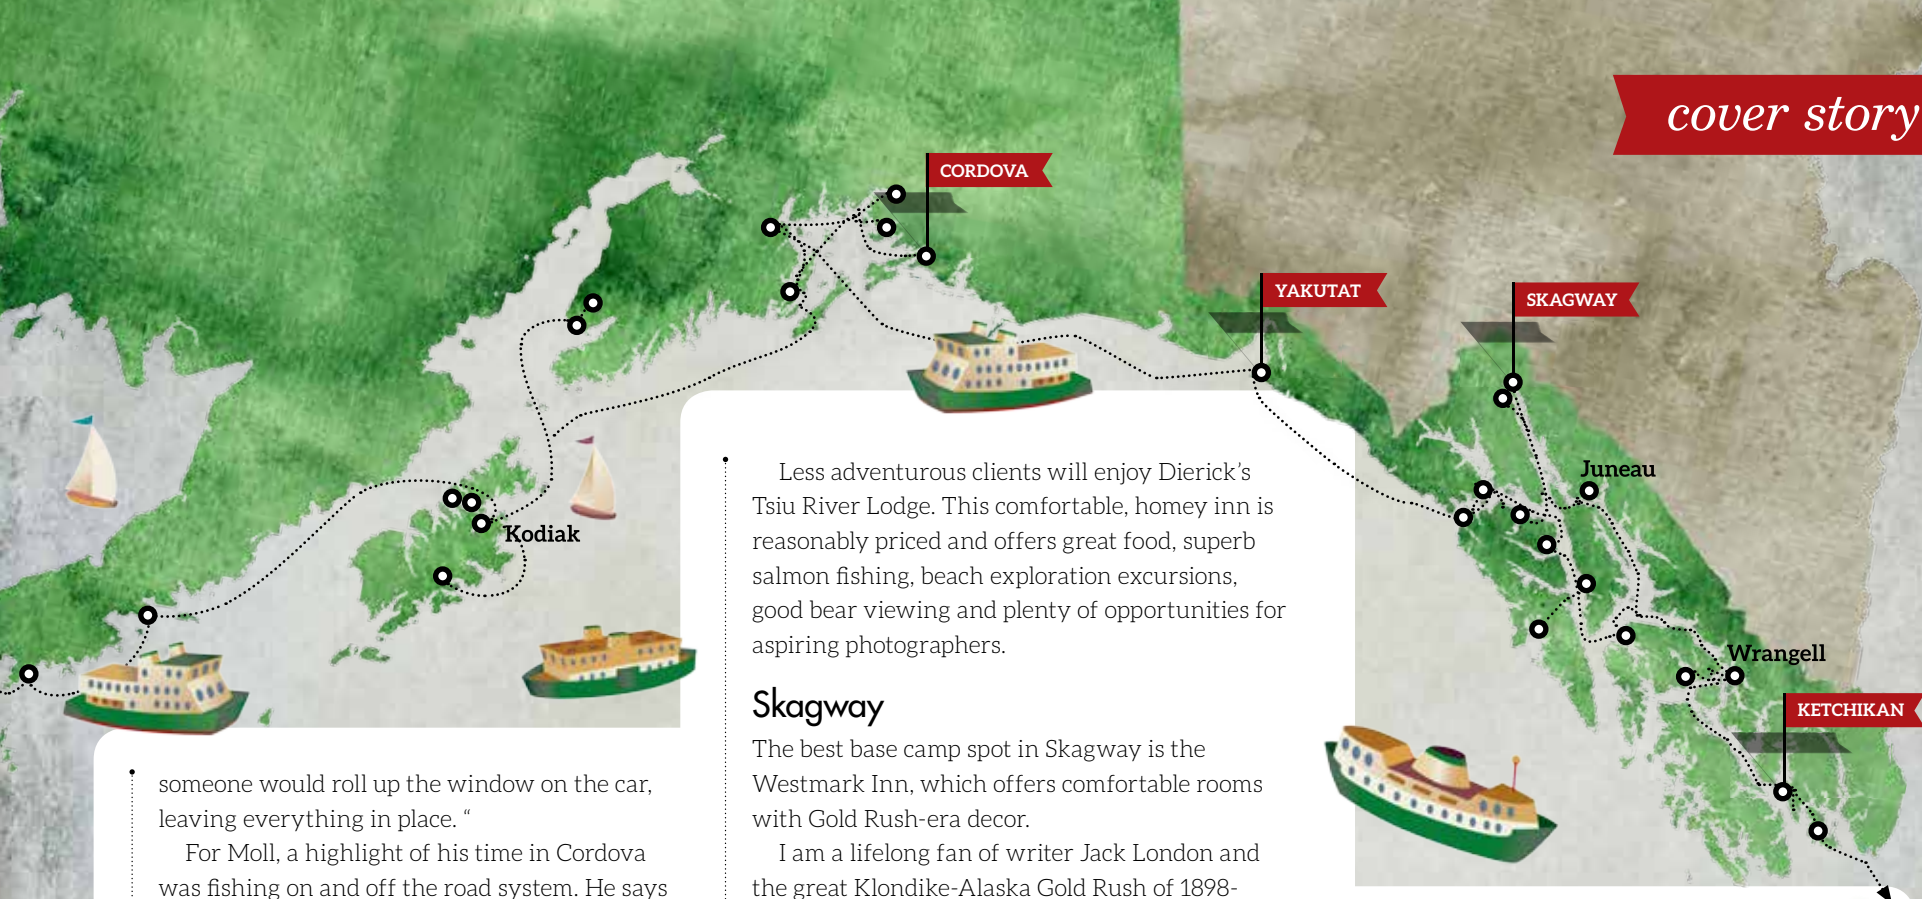 cover story
CORDOVA
YAKUTAT
SKAGWAY
Juneau
Kodiak
Wrangell
KETCHIKAN
someone would roll up the window on the car,
leaving everything in place. “
For Moll, a highlight of his time in Cordova
was fishing on and off the road system. He says
Less adventurous clients will enjoy Dierick’s
Tsiu River Lodge. This comfortable, homey inn is
reasonably priced and offers great food, superb
salmon fishing, beach exploration excursions,
good bear viewing and plenty of opportunities for
aspiring photographers.
Skagway
The best base camp spot in Skagway is the
Westmark Inn, which offers comfortable rooms
with Gold Rush-era decor.
I am a lifelong fan of writer Jack London and
the great Klondike-Alaska Gold Rush of 1898-